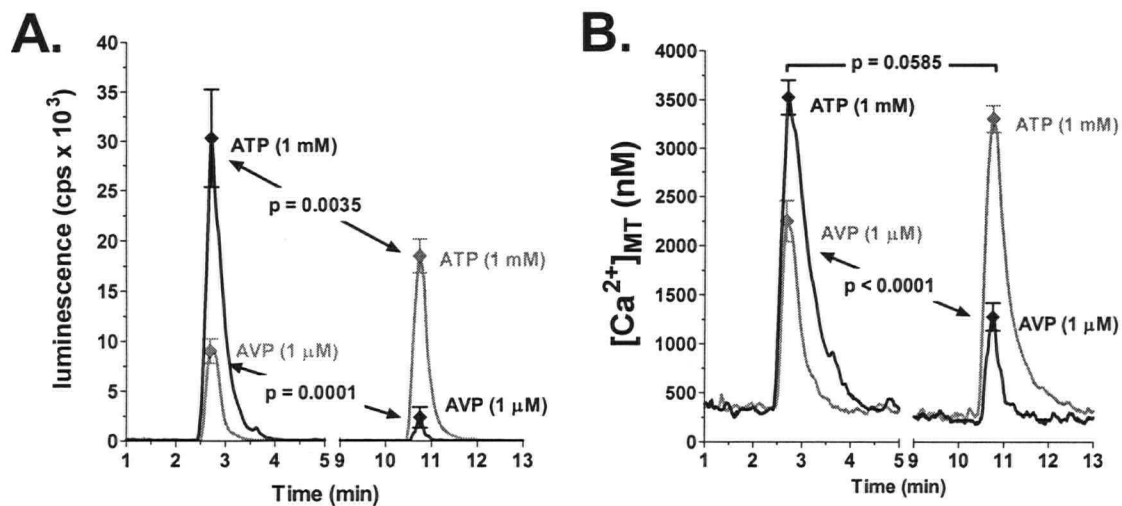 A.
luminescence (cps x 10³)
40
35
30
25
20
15
10
5
0
ATP (1 mM)
p = 0.0035
ATP (1 mM)
AVP (1 μM)
p = 0.0001
AVP (1 μM)
1 2 3 4 5 9 10 11 12 13
Time (min)
B.
[Ca²⁺]MT (nM)
4000
3500
3000
2500
2250
1500
1000
500
0
p = 0.0585
ATP (1 mM)
ATP (1 mM)
AVP (1 μM)
p < 0.0001
AVP (1 μM)
1 2 3 4 5 9 10 11 12 13
Time (min)